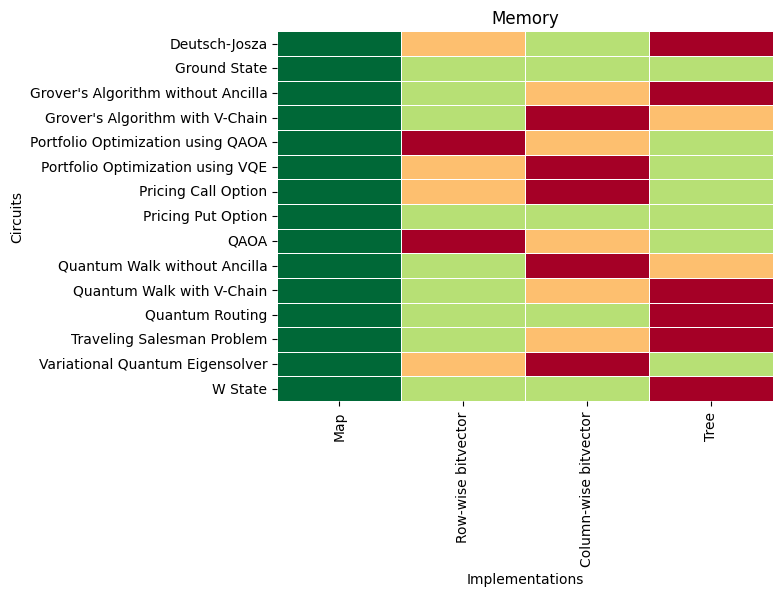 Memory
Circuits
Deutsch-Josza
Ground State
Grover's Algorithm without Ancilla
Grover's Algorithm with V-Chain
Portfolio Optimization using QAOA
Portfolio Optimization using VQE
Pricing Call Option
Pricing Put Option
QAOA
Quantum Walk without Ancilla
Quantum Walk with V-Chain
Quantum Routing
Traveling Salesman Problem
Variational Quantum Eigensolver
W State
Map
Row-wise bitvector
Column-wise bitvector
Tree
Implementations